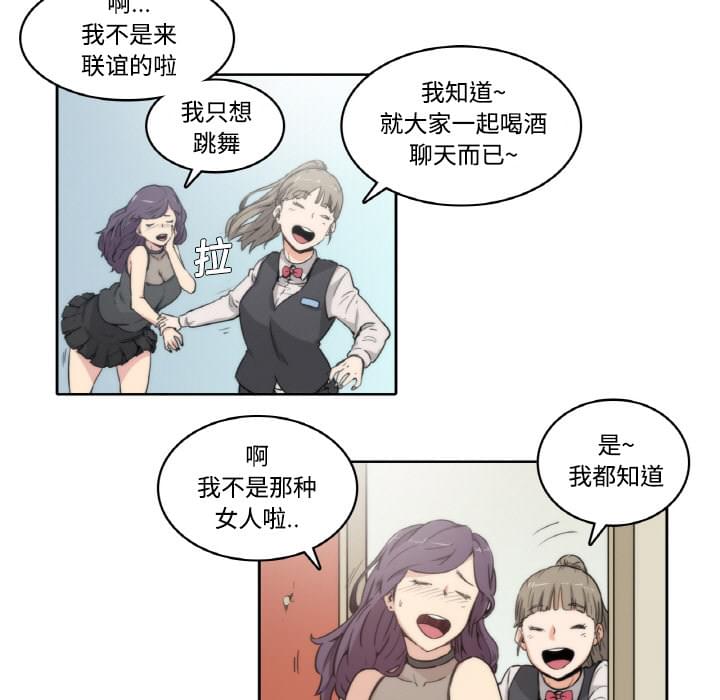 啊...
我不是来
联谊的啦
我只想
跳舞
我知道~
就大家一起喝酒
聊天而已~
拉
啊
我不是那种
女人啦..
是~
我都知道